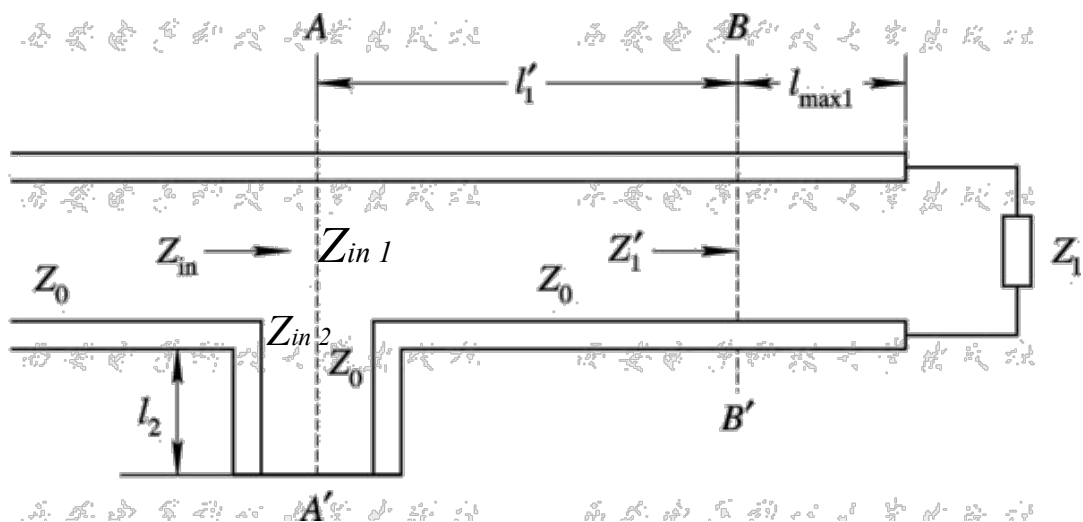 A B
l′₁ lmax1
Zin Zin 1 Z′₁ Z₁
Z₀ Z₀
Zin 2 Z₀
l₂
B′
A′